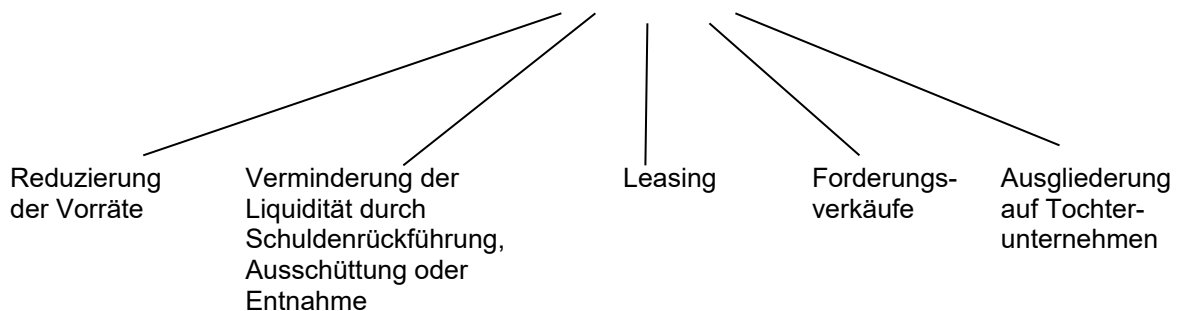 Reduzierung
der Vorräte
Verminderung der
Liquidität durch
Schuldenrückführung,
Ausschüttung oder
Entnahme
Leasing
Forderungs-
verkäufe
Ausgliederung
auf Tochter-
unternehmen